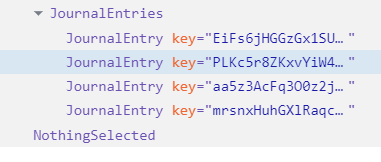 JournalEntries
JournalEntry key="EiFs6jHGGzGx1SU… "
JournalEntry key="PLKc5r8ZKxvYiW4… "
JournalEntry key="aa5z3AcFq3O0z2j… "
JournalEntry key="mrsnxHuhGXlRaqc… "
NothingSelected